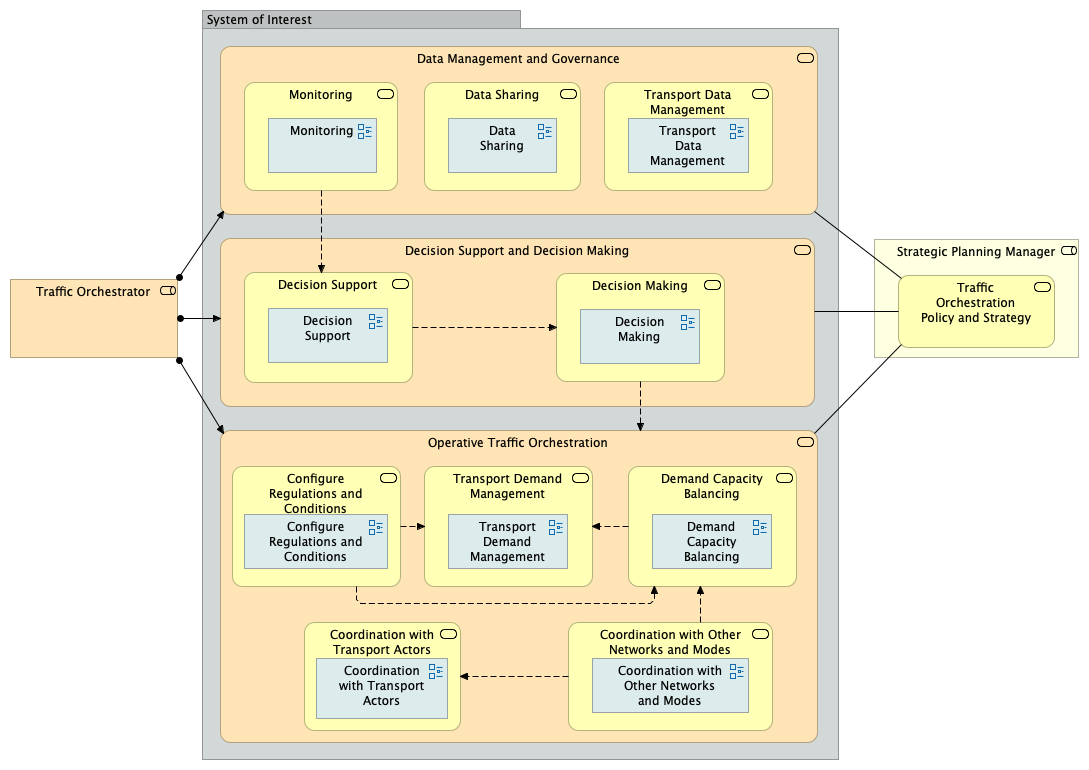 System of Interest
Data Management and Governance
Monitoring
Monitoring
Data Sharing
Data
Sharing
Transport Data
Management
Transport
Data
Management
Decision Support and Decision Making
Decision Support
Decision
Support
Decision Making
Decision
Making
Traffic Orchestrator
Strategic Planning Manager
Traffic
Orchestration
Policy and Strategy
Operative Traffic Orchestration
Configure
Regulations and
Conditions
Configure
Regulations and
Conditions
Transport Demand
Management
Transport
Demand
Management
Demand Capacity
Balancing
Demand
Capacity
Balancing
Coordination with
Transport Actors
Coordination
with Transport
Actors
Coordination with Other
Networks and Modes
Coordination with
Other Networks
and Modes